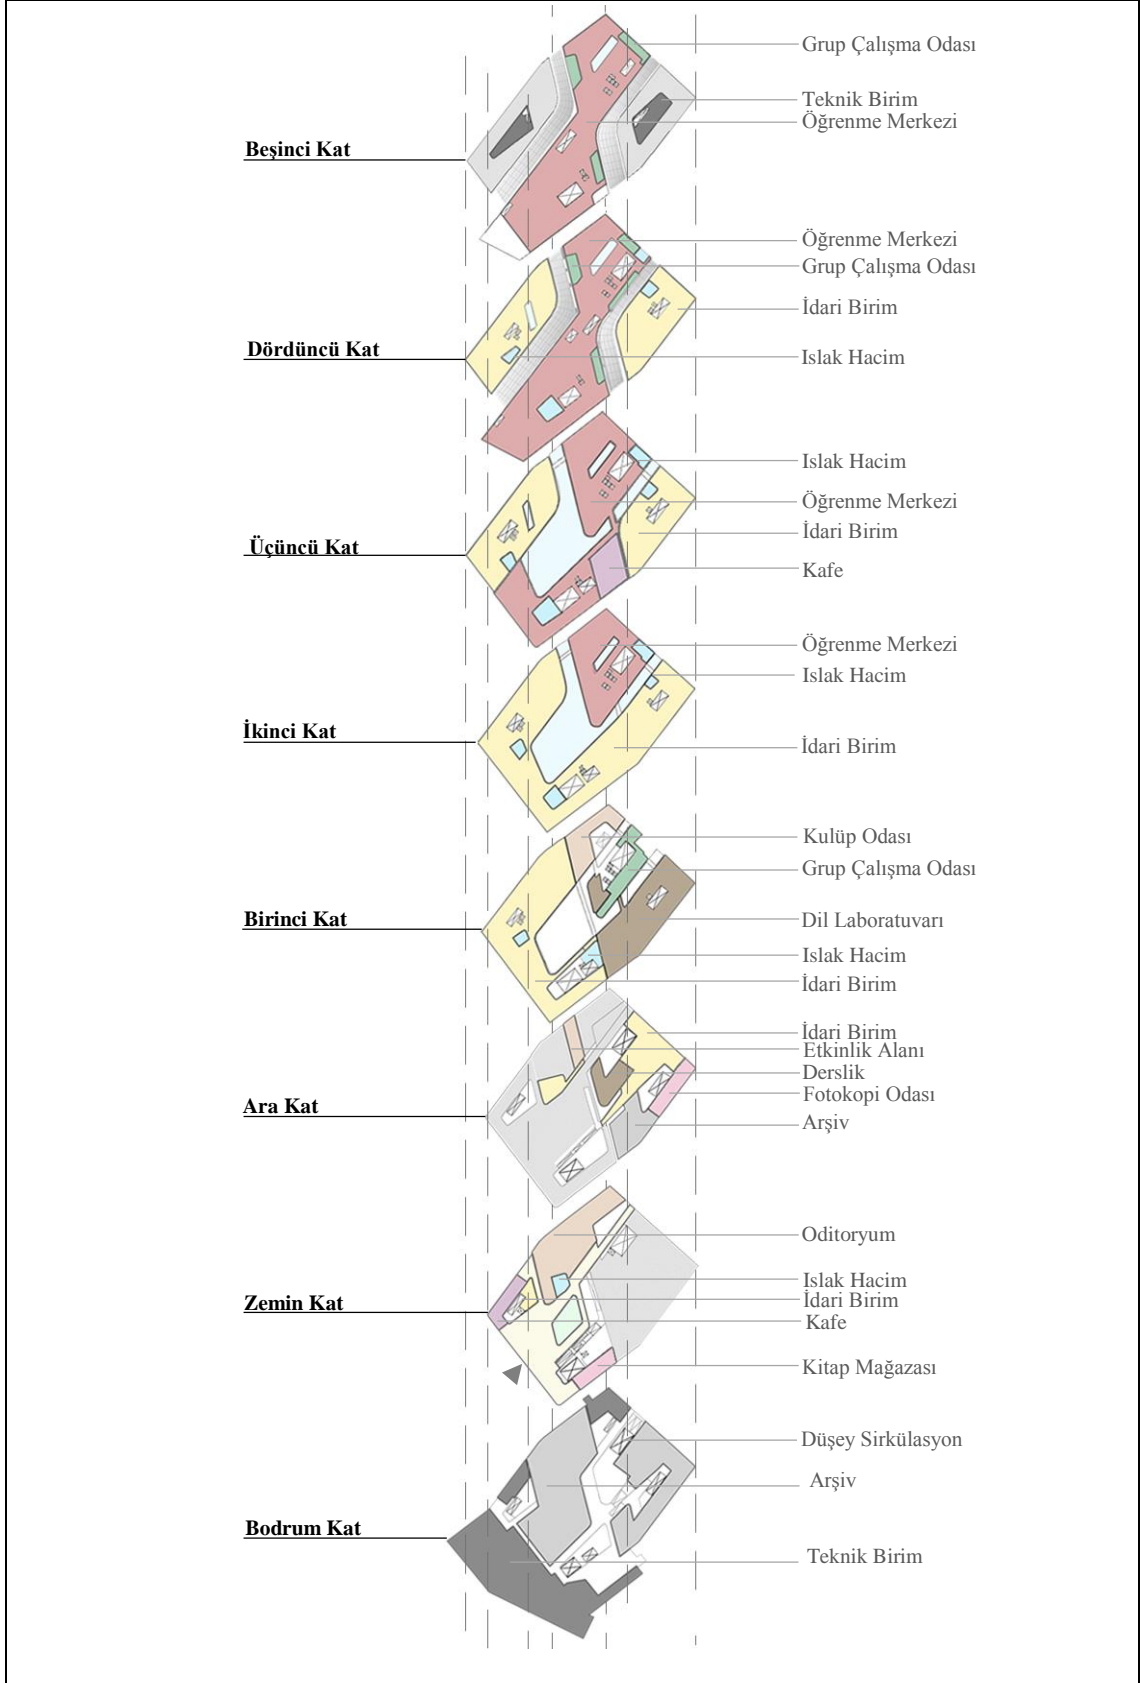 Grup Çalışma Odası
Teknik Birim
Öğrenme Merkezi
Beşinci Kat
Öğrenme Merkezi
Grup Çalışma Odası
İdari Birim
Dördüncü Kat
Islak Hacim
Islak Hacim
Öğrenme Merkezi
İdari Birim
Üçüncü Kat
Kafe
Öğrenme Merkezi
Islak Hacim
İkinci Kat
İdari Birim
Kulüp Odası
Grup Çalışma Odası
Birinci Kat
Dil Laboratuvarı
Islak Hacim
İdari Birim
İdari Birim
Etkinlik Alanı
Derslik
Fotokopi Odası
Ara Kat
Arşiv
Oditoryum
Islak Hacim
İdari Birim
Zemin Kat
Kafe
Kitap Mağazası
Düşey Sirkülasyon
Arşiv
Bodrum Kat
Teknik Birim